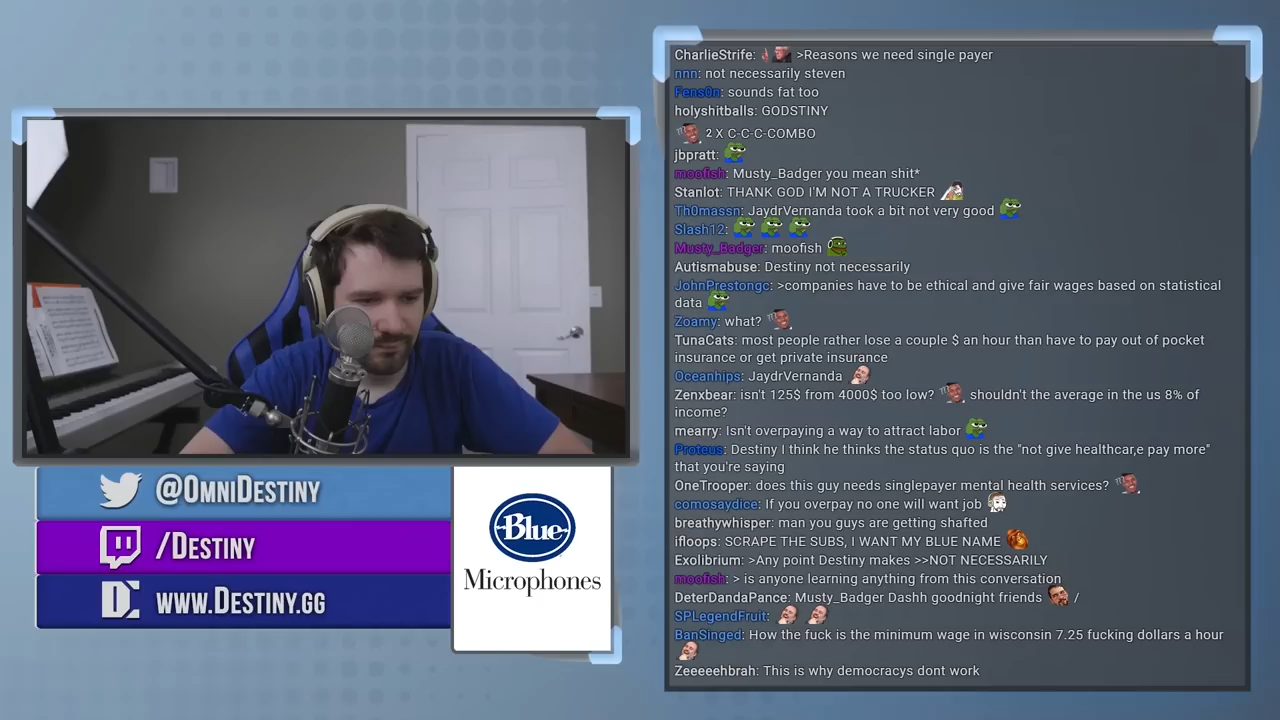 CharlieStrife: >Reasons we need single payer
nnn: not necessarily steven
Fens0n: sounds fat too
holyshitballs: GODSTINY
2 X C-C-C-COMBO
jbpratt:
moofish: Musty_Badger you mean shit*
Stanlot: THANK GOD I'M NOT A TRUCKER
Th0massn: JaydrVernanda took a bit not very good
Slash12:
Musty_Badger: moofish
Autismabuse: Destiny not necessarily
JohnPrestongc: >companies have to be ethical and give fair wages based on statistical
data
Zoamy: what?
TunaCats: most people rather lose a couple $ an hour than have to pay out of pocket
insurance or get private insurance
Oceanhips: JaydrVernanda
Zenxbear: isn't 125$ from 4000$ too low? shouldn't the average in the us 8% of
income?
mearry: Isn't overpaying a way to attract labor
Proteus: Destiny I think he thinks the status quo is the "not give healthcar,e pay more"
that you're saying
OneTrooper: does this guy needs singlepayer mental health services?
comosaydice: If you overpay no one will want job
breathywhisper: man you guys are getting shafted
ifloops: SCRAPE THE SUBS, I WANT MY BLUE NAME
Exolibrium: >Any point Destiny makes >>NOT NECESSARILY
moofish: > is anyone learning anything from this conversation
DeterDandaPance: Musty_Badger Dashh goodnight friends /
SPLegendFruit:
BanSinged: How the fuck is the minimum wage in wisconsin 7.25 fucking dollars a hour
Zeeeeehbrah: This is why democracys dont work
@OmniDestiny
/Destiny
www.Destiny.gg
Blue
Microphones